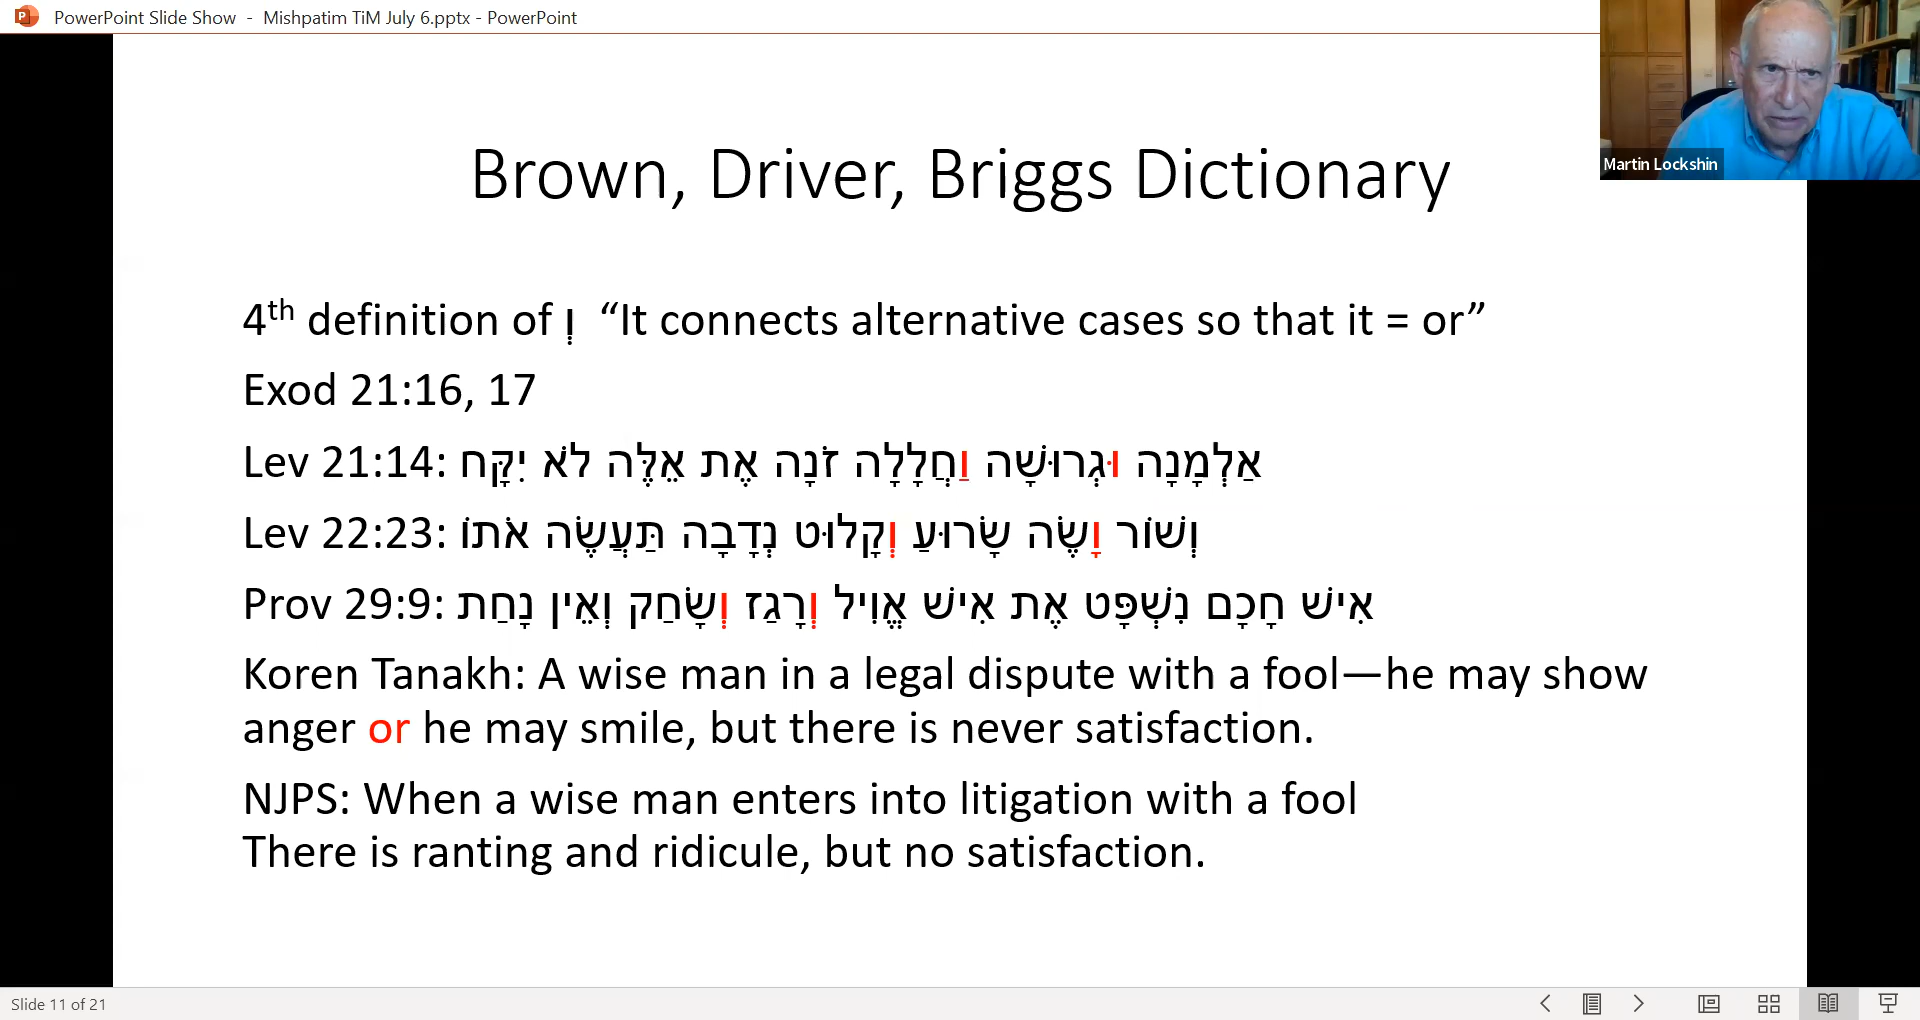 PowerPoint Slide Show - Mishpatim TiM July 6.pptx - PowerPoint
Martin Lockshin
Brown, Driver, Briggs Dictionary
4th definition of וְ “It connects alternative cases so that it = or”
Exod 21:16, 17
Lev 21:14: אַלְמָנָה וּגְרוּשָׁה וַחֲלָלָה זֹנָה אֶת אֵלֶּה לֹא יִקָּח
Lev 22:23: וְשׁוֹר וָשֶׂה שָׂרוּעַ וְקָלוּט נְדָבָה תַּעֲשֶׂה אֹתוֹ
Prov 29:9: אִישׁ חָכָם נִשְׁפָּט אֶת אִישׁ אֱוִיל וְרָגַז וְשָׂחַק וְאֵין נָחַת
Koren Tanakh: A wise man in a legal dispute with a fool—he may show
anger or he may smile, but there is never satisfaction.
NJPS: When a wise man enters into litigation with a fool
There is ranting and ridicule, but no satisfaction.
Slide 11 of 21